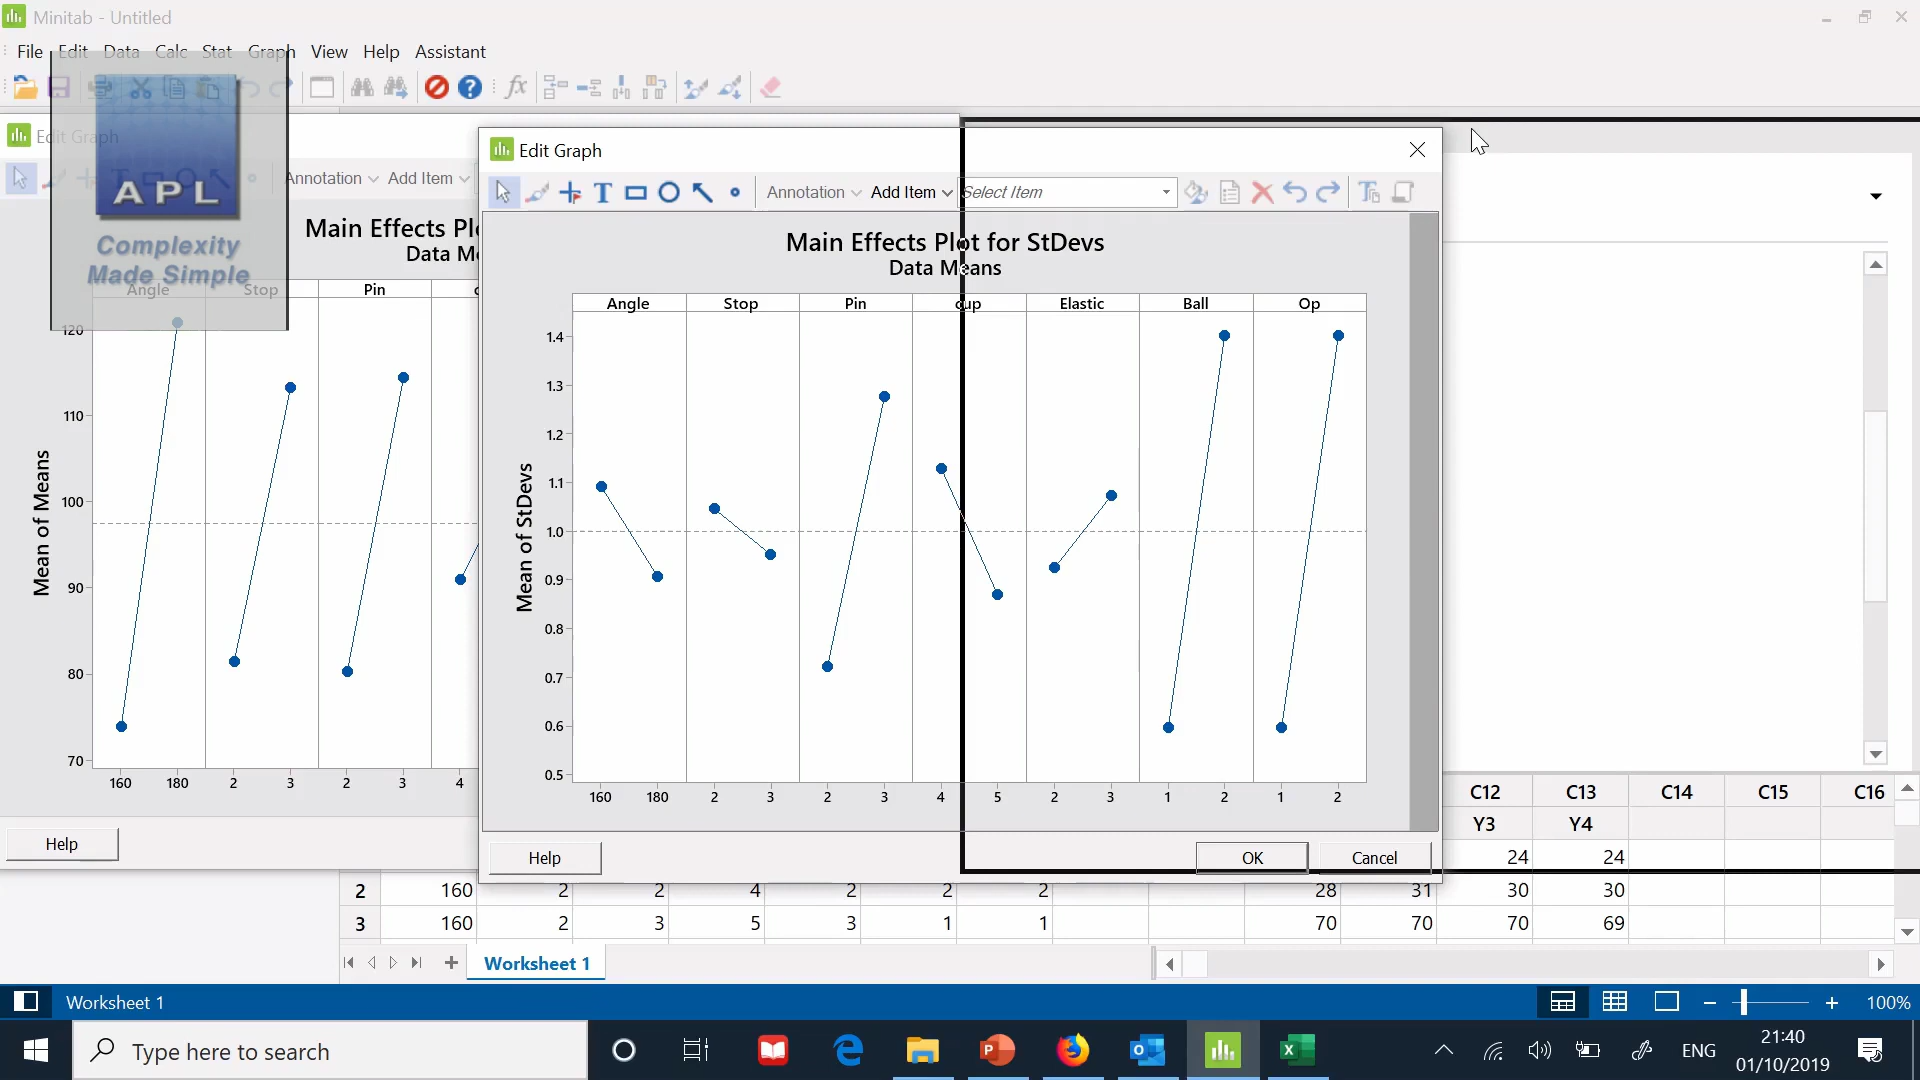 Minitab - Untitled
File Edit Data Calc Stat Graph View Help Assistant
Edit Graph
Annotation Add Item
APL
Complexity
Made Simple
Main Effects Pl
Data Me
Angle Stop Pin
Mean of Means
120
110
100
90
80
70
160 180 2 3 2 3 4
Help
Edit Graph
Annotation Add Item Select Item
Main Effects Plot for StDevs
Data Means
Angle Stop Pin cup Elastic Ball Op
Mean of StDevs
1.4
1.3
1.2
1.1
1.0
0.9
0.8
0.7
0.6
0.5
160 180 2 3 2 3 4 5 2 3 1 2 1 2
Help OK Cancel
C12 C13 C14 C15 C16
Y3 Y4
24 24
2 160 2 2 4 2 2 2 28 31 30 30
3 160 2 3 5 3 1 1 70 70 70 69
Worksheet 1
Worksheet 1 100%
Type here to search
ENG
21:40
01/10/2019